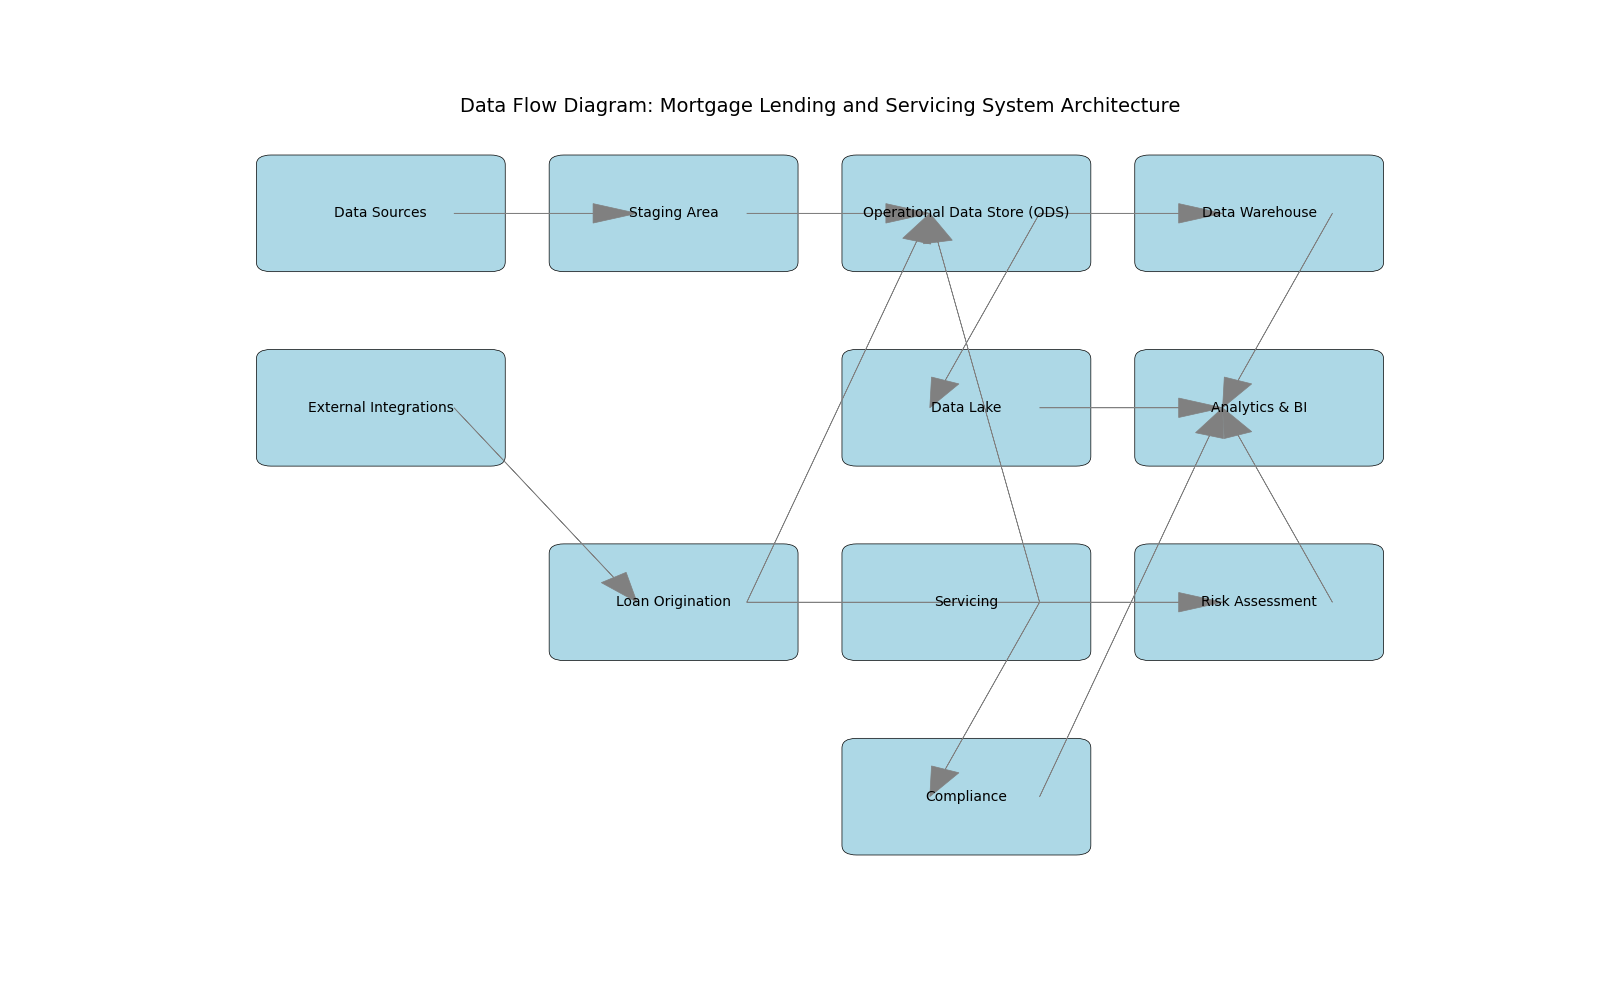 Data Flow Diagram: Mortgage Lending and Servicing System Architecture
Data Sources
Staging Area
Operational Data Store (ODS)
Data Warehouse
External Integrations
Data Lake
Analytics & BI
Loan Origination
Servicing
Risk Assessment
Compliance